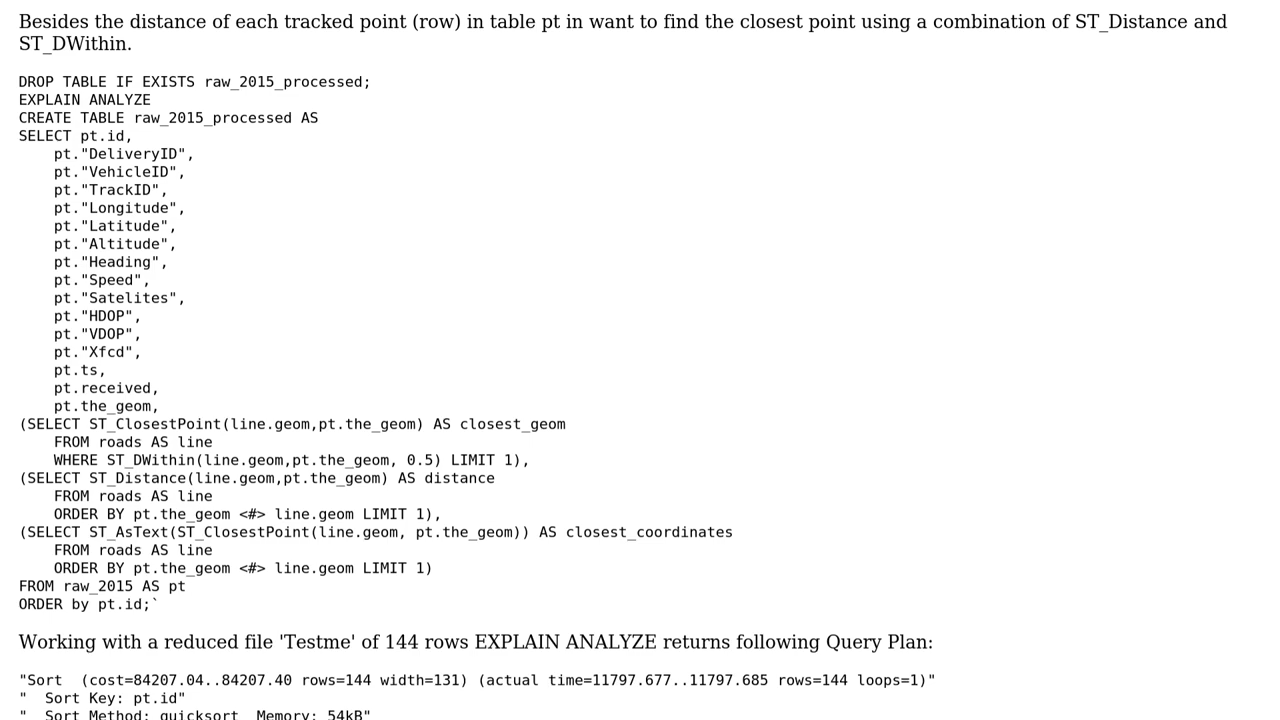 Besides the distance of each tracked point (row) in table pt in want to find the closest point using a combination of ST_Distance and
ST_DWithin.
DROP TABLE IF EXISTS raw_2015_processed;
EXPLAIN ANALYZE
CREATE TABLE raw_2015_processed AS
SELECT pt.id,
    pt."DeliveryID",
    pt."VehicleID",
    pt."TrackID",
    pt."Longitude",
    pt."Latitude",
    pt."Altitude",
    pt."Heading",
    pt."Speed",
    pt."Satelites",
    pt."HDOP",
    pt."VDOP",
    pt."Xfcd",
    pt.ts,
    pt.received,
    pt.the_geom,
(SELECT ST_ClosestPoint(line.geom,pt.the_geom) AS closest_geom
    FROM roads AS line
    WHERE ST_DWithin(line.geom,pt.the_geom, 0.5) LIMIT 1),
(SELECT ST_Distance(line.geom,pt.the_geom) AS distance
    FROM roads AS line
    ORDER BY pt.the_geom <#> line.geom LIMIT 1),
(SELECT ST_AsText(ST_ClosestPoint(line.geom, pt.the_geom)) AS closest_coordinates
    FROM roads AS line
    ORDER BY pt.the_geom <#> line.geom LIMIT 1)
FROM raw_2015 AS pt
ORDER by pt.id;`
Working with a reduced file 'Testme' of 144 rows EXPLAIN ANALYZE returns following Query Plan:
"Sort  (cost=84207.04..84207.40 rows=144 width=131) (actual time=11797.677..11797.685 rows=144 loops=1)"
"  Sort Key: pt.id"
"  Sort Method: quicksort  Memory: 54kB"